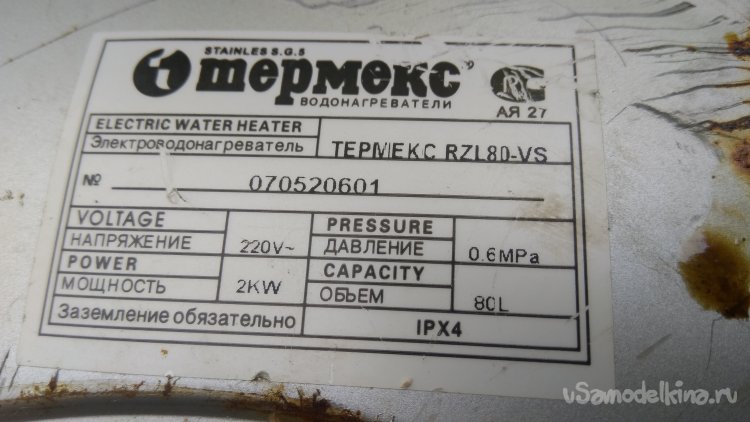 STAINLES S.G.5
термекс®
ВОДОНАГРЕВАТЕЛИ
АЯ 27
ELECTRIC WATER HEATER
Электроводонагреватель
ТЕРМЕКС RZL80-VS
№ 070520601
VOLTAGE
НАПРЯЖЕНИЕ
220V~
PRESSURE
ДАВЛЕНИЕ
0.6MPa
POWER
МОЩНОСТЬ
2KW
CAPACITY
ОБЪЕМ
80L
Заземление обязательно
IPX4
vSamodelkina.ru